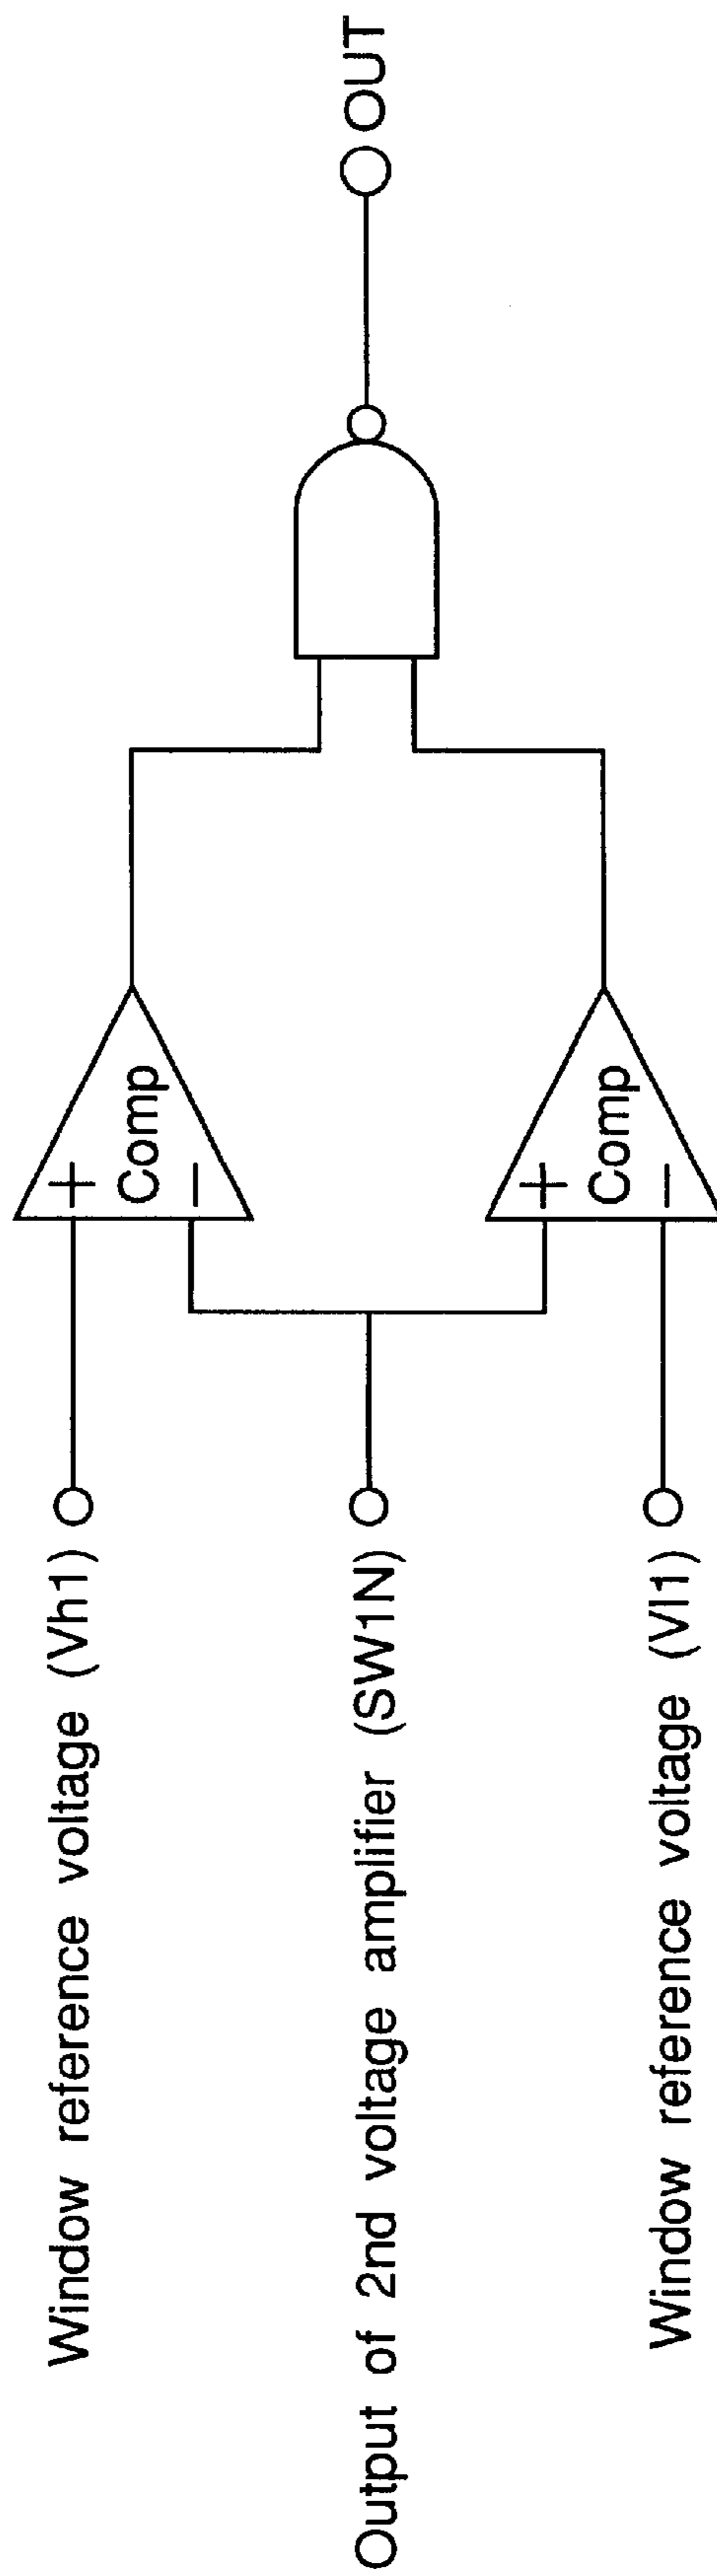 Window reference voltage (Vh1)
+
Comp
−
Output of 2nd voltage amplifier (SW1N)
OUT
+
Comp
−
Window reference voltage (Vl1)